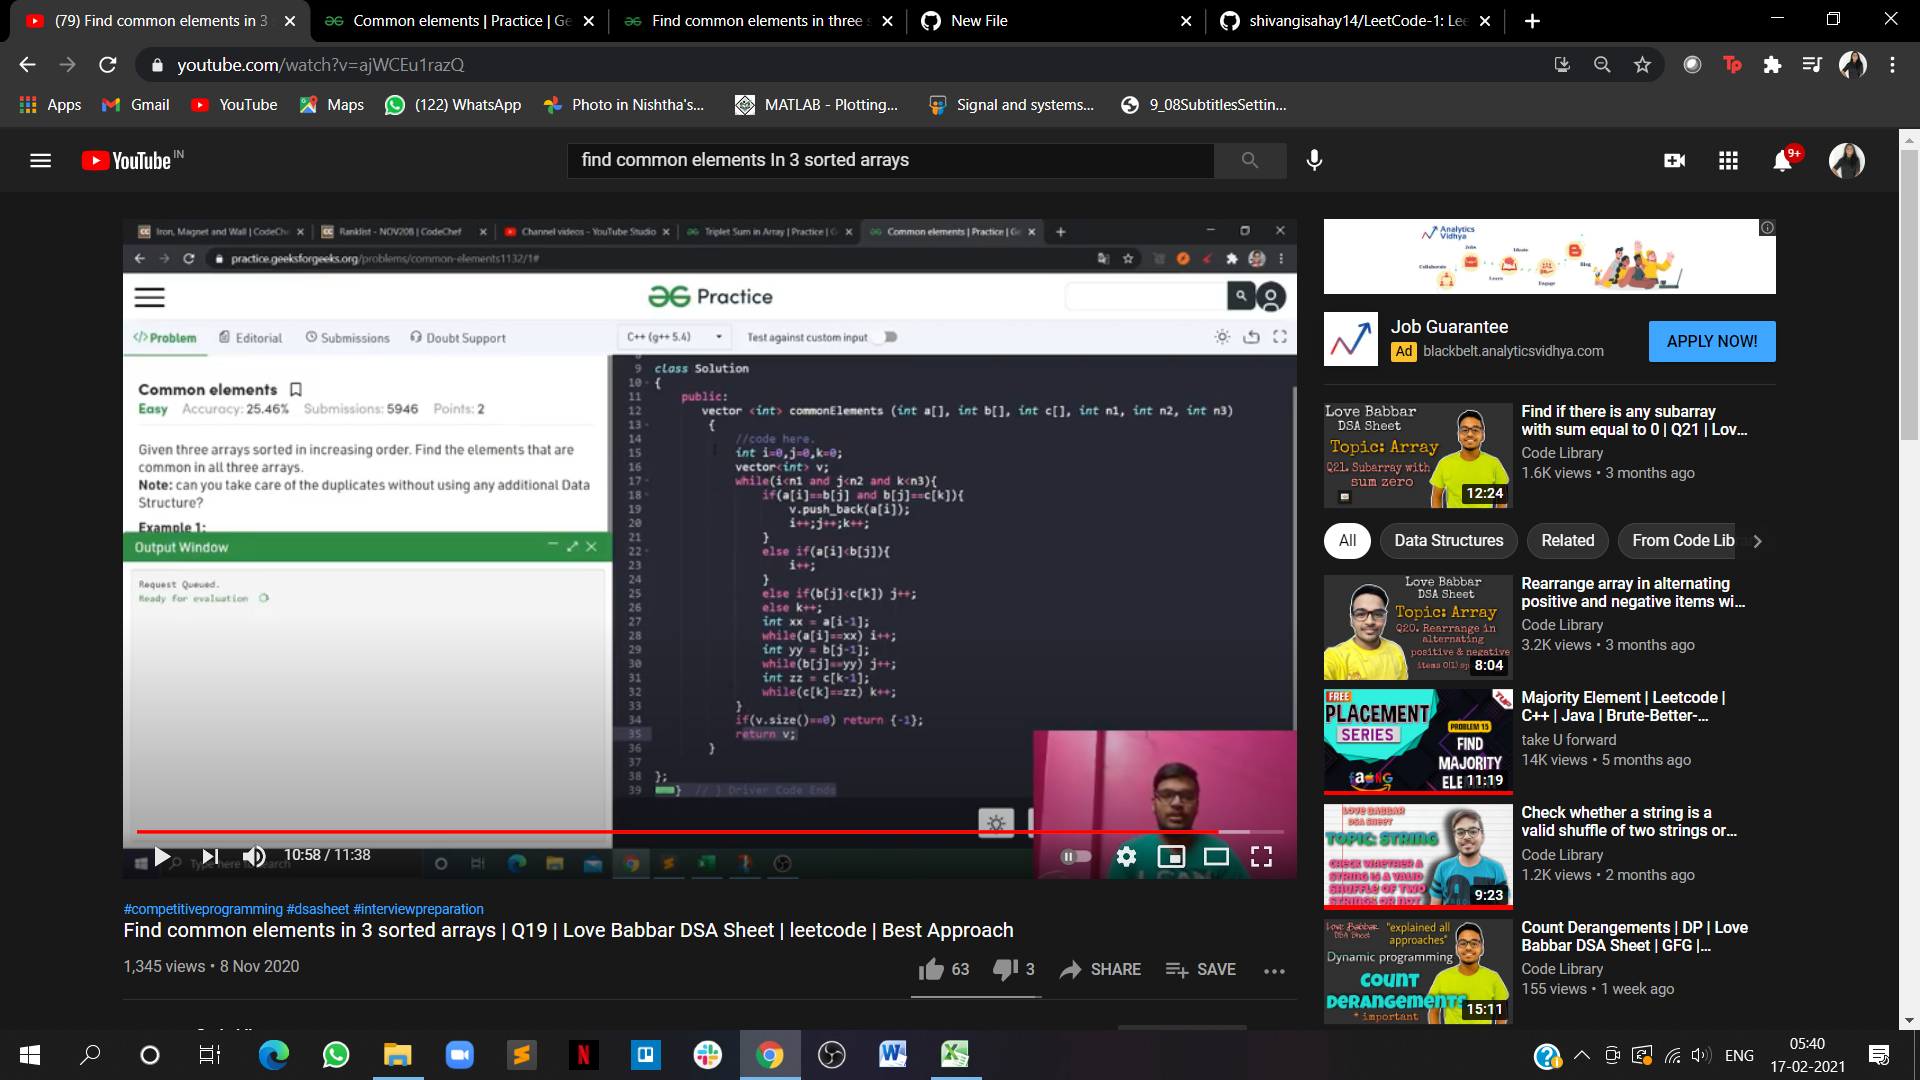 (79) Find common elements in 3
Common elements | Practice | Ge
Find common elements in three s
New File
shivangisahay14/LeetCode-1: Lee
youtube.com/watch?v=ajWCEu1razQ
Apps
Gmail
YouTube
Maps
(122) WhatsApp
Photo in Nishtha's...
MATLAB - Plotting...
Signal and systems...
9_08SubtitlesSettin...
YouTube IN
find common elements In 3 sorted arrays
9+
Iron, Magnet and Wall | CodeChe
Ranklist - NOV20B | CodeChef
Channel videos - YouTube Studio
Triplet Sum in Array | Practice | G
Common elements | Practice | Ge
practice.geeksforgeeks.org/problems/common-elements1132/1#
Practice
Problem
Editorial
Submissions
Doubt Support
C++ (g++ 5.4)
Test against custom input
Common elements
Easy Accuracy: 25.46% Submissions: 5946 Points: 2
Given three arrays sorted in increasing order. Find the elements that are
common in all three arrays.
Note: can you take care of the duplicates without using any additional Data
Structure?
Example 1:
Output Window
Request Queued.
Ready for evaluation
9 class Solution
10 {
11 public:
12 vector <int> commonElements (int a[], int b[], int c[], int n1, int n2, int n3)
13 {
14 //code here.
15 int i=0,j=0,k=0;
16 vector<int> v;
17 while(i<n1 and j<n2 and k<n3){
18 if(a[i]==b[j] and b[j]==c[k]){
19 v.push_back(a[i]);
20 i++;j++;k++;
21 }
22 else if(a[i]<b[j]){
23 i++;
24 }
25 else if(b[j]<c[k]) j++;
26 else k++;
27 int xx = a[i-1];
28 while(a[i]==xx) i++;
29 int yy = b[j-1];
30 while(b[j]==yy) j++;
31 int zz = c[k-1];
32 while(c[k]==zz) k++;
33 }
34 if(v.size()==0) return {-1};
35 return v;
36 }
37
38 };
39 } // } Driver Code Ends
10:58 / 11:38
Type here to search
#competitiveprogramming #dsasheet #interviewpreparation
Find common elements in 3 sorted arrays | Q19 | Love Babbar DSA Sheet | leetcode | Best Approach
1,345 views • 8 Nov 2020
63
3
SHARE
SAVE
Analytics
Vidhya
Jobs
Ideate
Blog
Collaborate
Learn
Engage
Job Guarantee
Ad blackbelt.analyticsvidhya.com
APPLY NOW!
Love Babbar
DSA Sheet
Topic: Array
Q21. Subarray with
sum zero
12:24
Find if there is any subarray
with sum equal to 0 | Q21 | Lov...
Code Library
1.6K views • 3 months ago
All
Data Structures
Related
From Code Lib
Love Babbar
DSA Sheet
Topic: Array
Q20. Rearrange in
alternating
positive & negative
items O(1) sp
8:04
Rearrange array in alternating
positive and negative items wi...
Code Library
3.2K views • 3 months ago
FREE
PLACEMENT
SERIES
TUF
PROBLEM 15
FIND
MAJORITY
ELE
11:19
Majority Element | Leetcode |
C++ | Java | Brute-Better-...
take U forward
14K views • 5 months ago
LOVE BABBAR
DSA SHEET
TOPIC: STRING
CHECK WHETHER A
STRING IS A VALID
SHUFFLE OF TWO
STRINGS OR NOT
9:23
Check whether a string is a
valid shuffle of two strings or...
Code Library
1.2K views • 2 months ago
Love Babbar
DSA Sheet
"explained all
approaches"
Dynamic programming
COUNT
DERANGEMENTS
* important
15:11
Count Derangements | DP | Love
Babbar DSA Sheet | GFG |...
Code Library
155 views • 1 week ago
ENG
05:40
17-02-2021